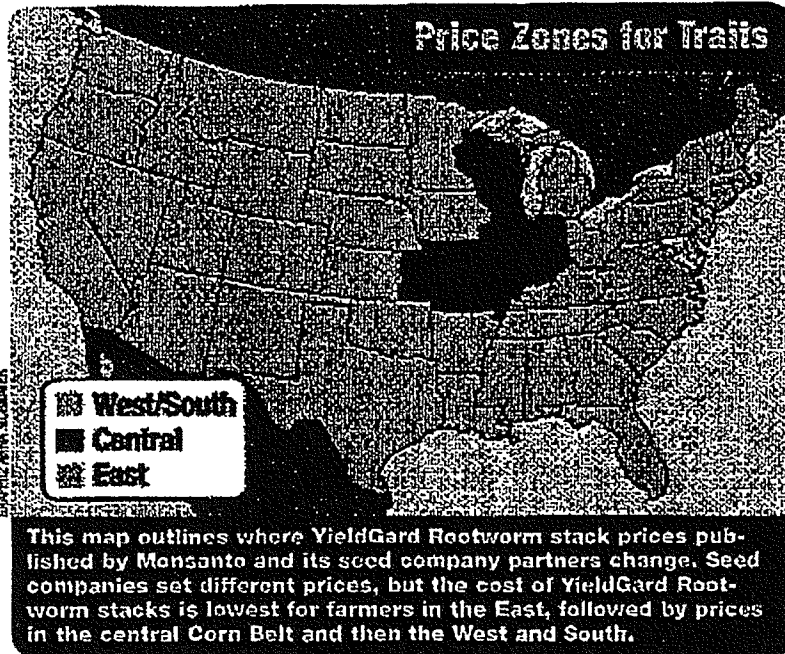 Price Zones for Traits
West/South
Central
East
This map outlines where YieldGard Rootworm stack prices pub-
lished by Monsanto and its seed company partners change. Seed
companies set different prices, but the cost of YieldGard Root-
worm stacks is lowest for farmers in the East, followed by prices
in the central Corn Belt and then the West and South.